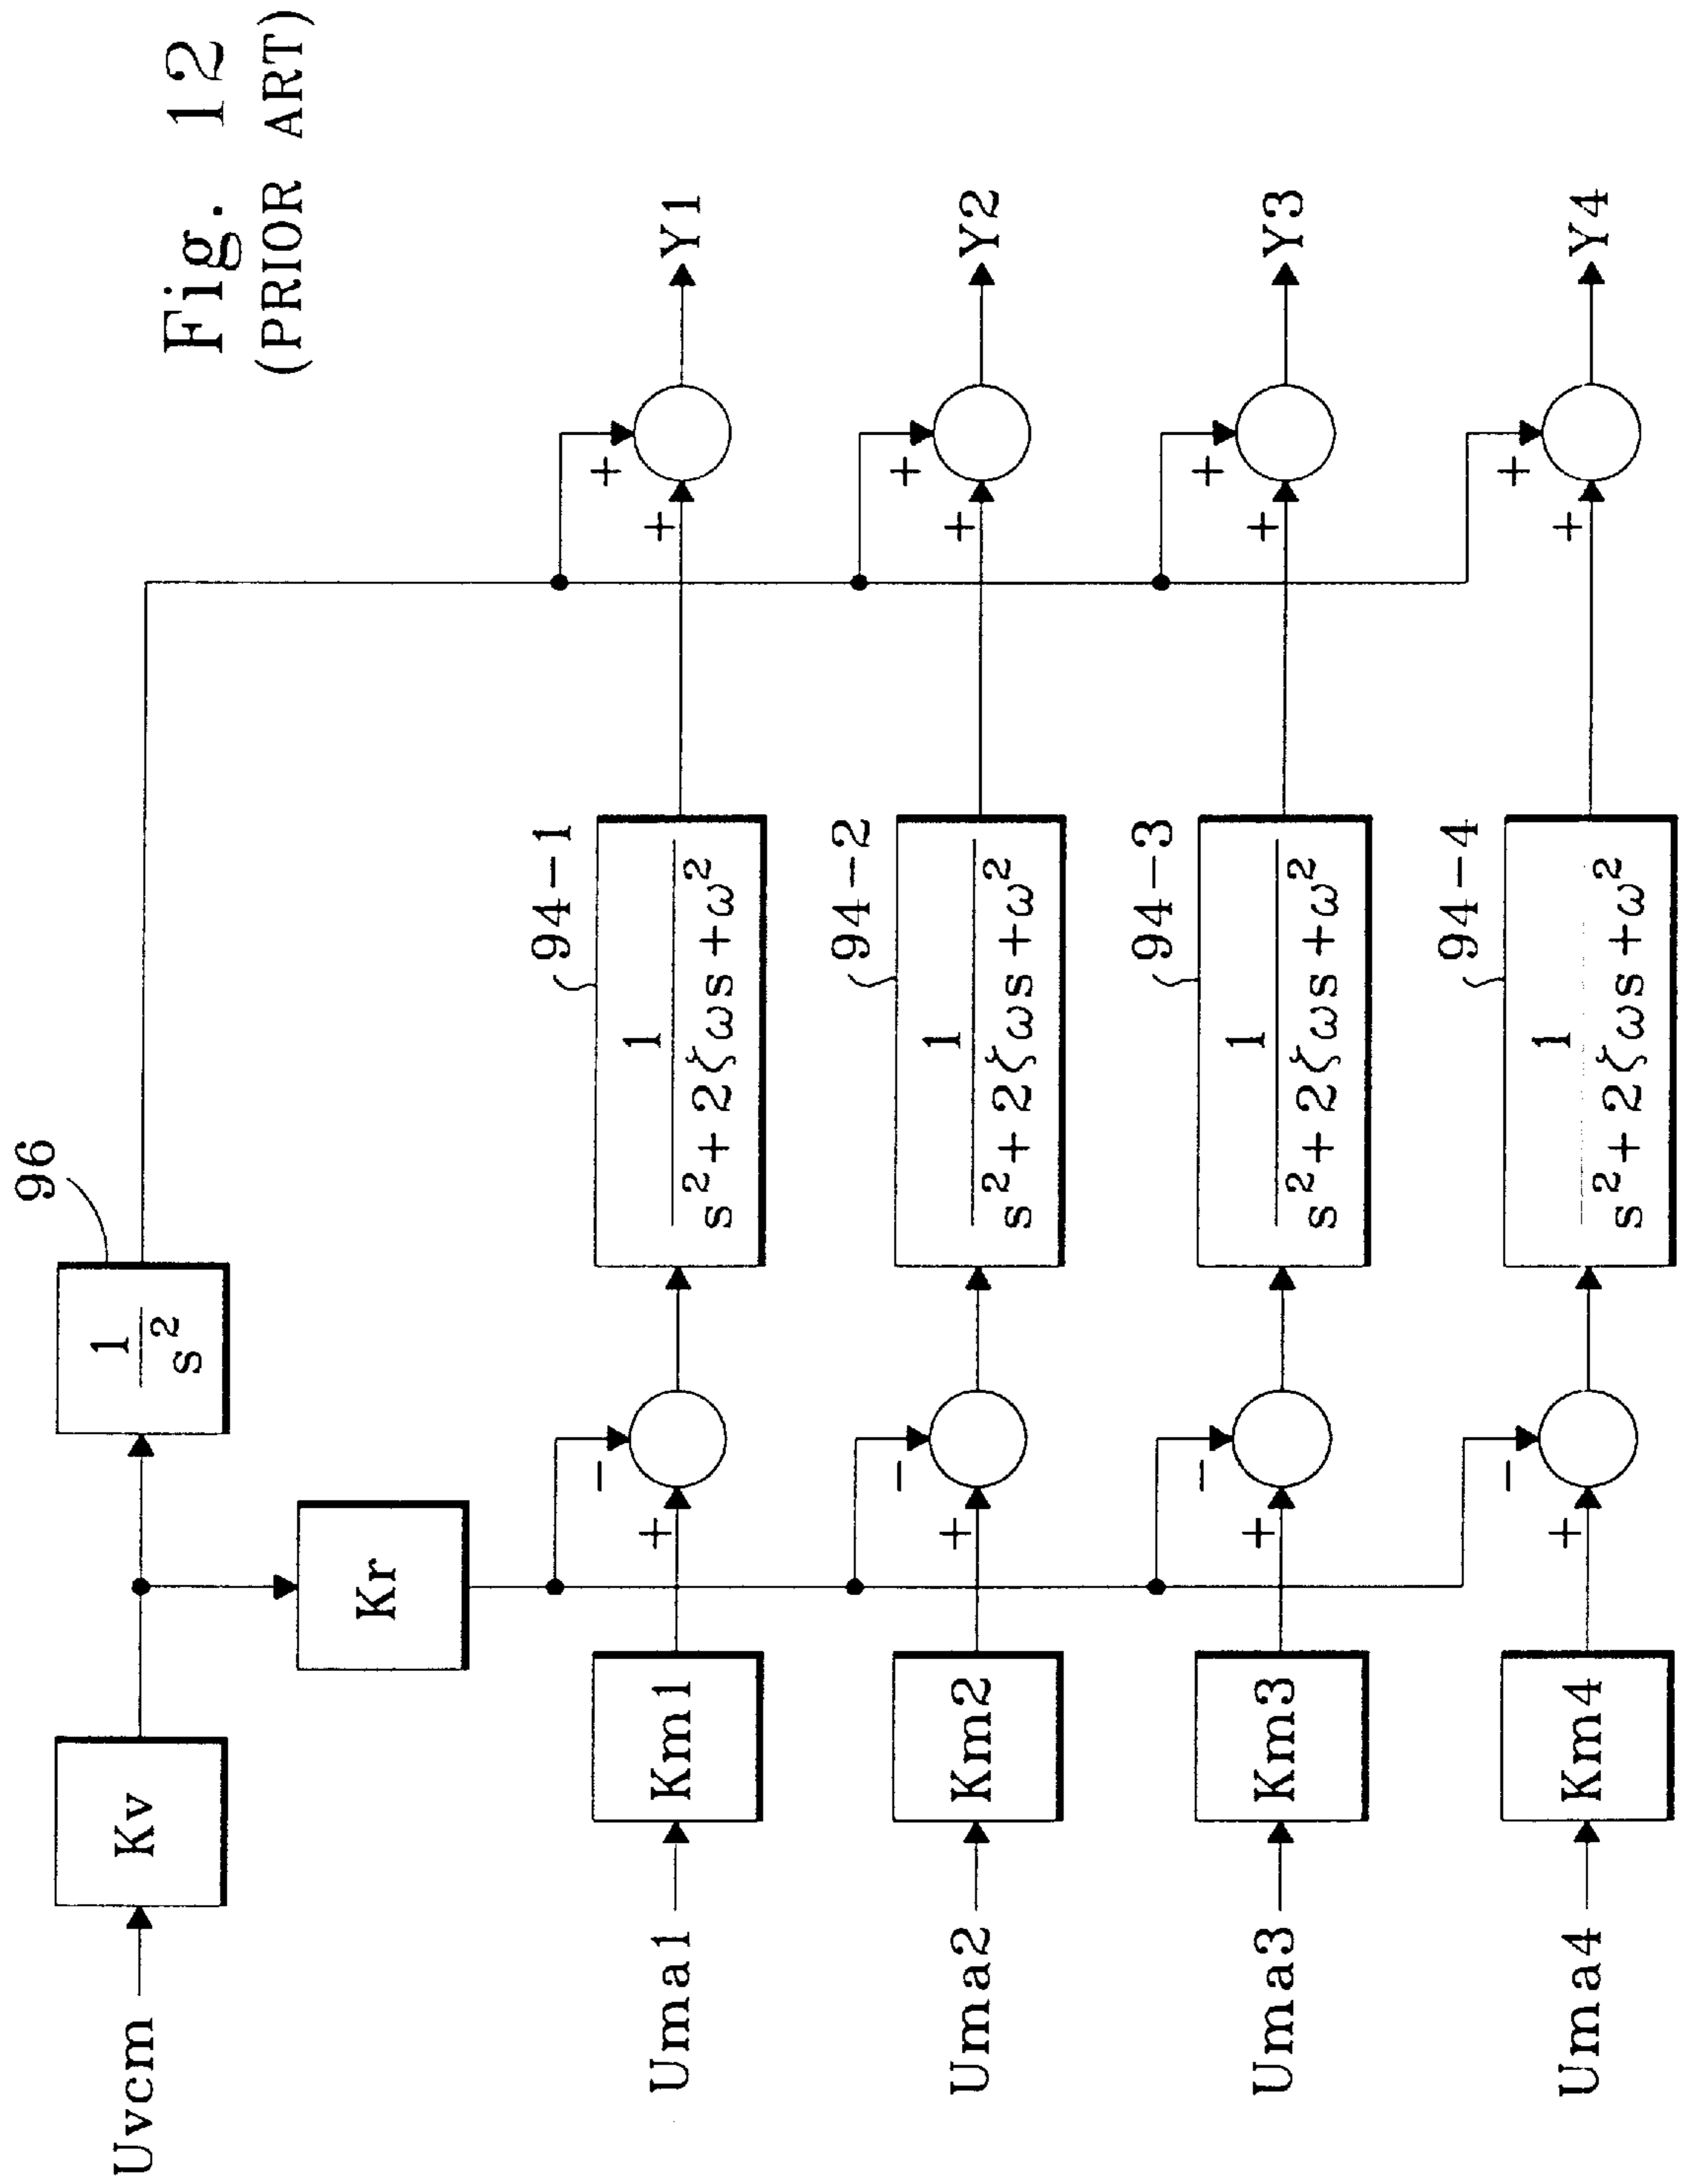 Fig. 12
(PRIOR ART)
96
Uvcm
Kv
1
s²
Kr
94-1
Uma1
Km1
+
-
1
s²+2ζωs+ω²
+
+
Y1
94-2
Uma2
Km2
+
-
1
s²+2ζωs+ω²
+
+
Y2
94-3
Uma3
Km3
+
-
1
s²+2ζωs+ω²
+
+
Y3
94-4
Uma4
Km4
+
-
1
s²+2ζωs+ω²
+
+
Y4